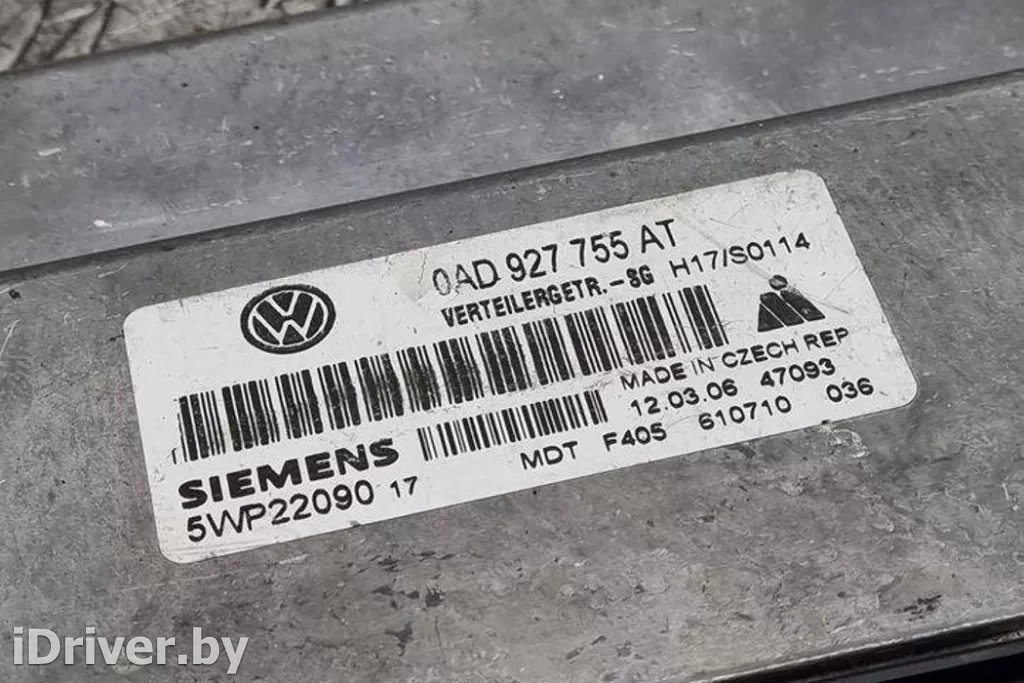 0AD 927 755 AT
VERTEILERGETR.-SG H17/S0114
MADE IN CZECH REP
12.03.06 47093
SIEMENS
MDT F405 610710 036
5WP22090 17
iDriver.by